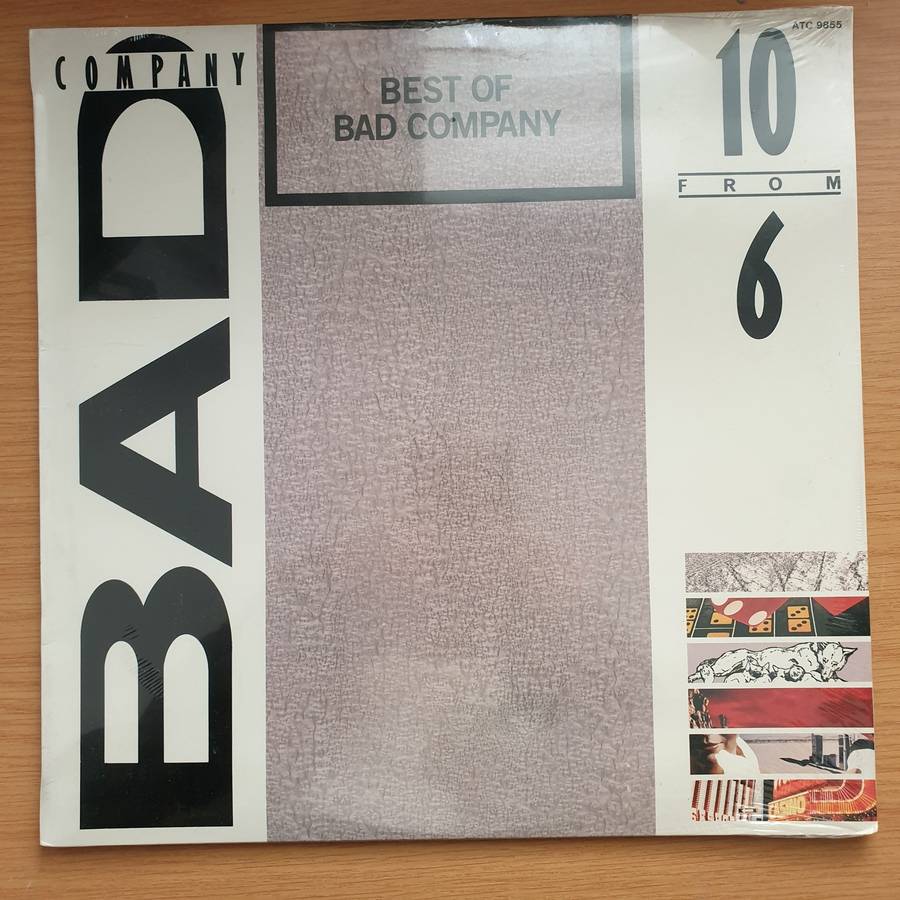 BAD
COMPANY
BEST OF
BAD COMPANY
ATC 9855
10
FROM
6